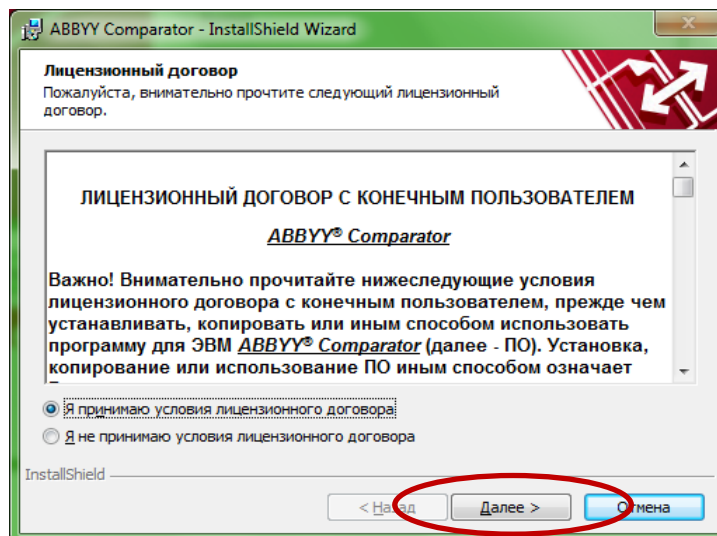 ABBYY Comparator - InstallShield Wizard
Лицензионный договор
Пожалуйста, внимательно прочтите следующий лицензионный
договор.
ЛИЦЕНЗИОННЫЙ ДОГОВОР С КОНЕЧНЫМ ПОЛЬЗОВАТЕЛЕМ
ABBYY® Comparator
Важно! Внимательно прочитайте нижеследующие условия
лицензионного договора с конечным пользователем, прежде чем
устанавливать, копировать или иным способом использовать
программу для ЭВМ ABBYY® Comparator (далее - ПО). Установка,
копирование или использование ПО иным способом означает
Я принимаю условия лицензионного договора
Я не принимаю условия лицензионного договора
InstallShield
< Назад
Далее >
Отмена